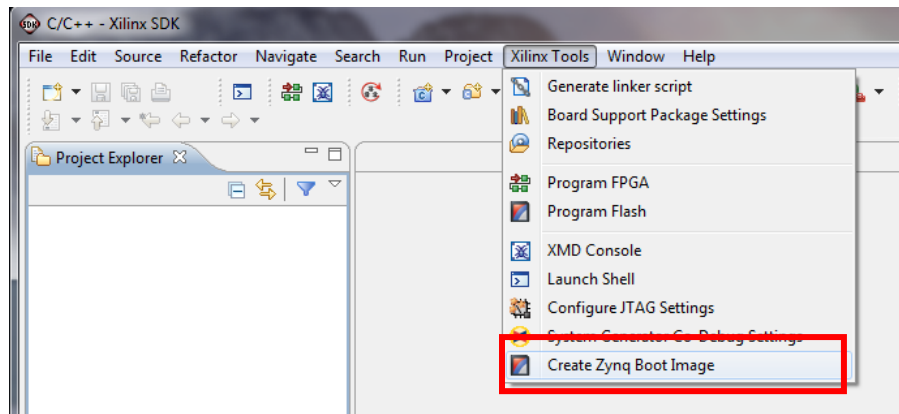 C/C++ - Xilinx SDK
File Edit Source Refactor Navigate Search Run Project Xilinx Tools Window Help
Generate linker script
Board Support Package Settings
Repositories
Project Explorer
Program FPGA
Program Flash
XMD Console
Launch Shell
Configure JTAG Settings
System Generator Co-Debug Settings
Create Zynq Boot Image